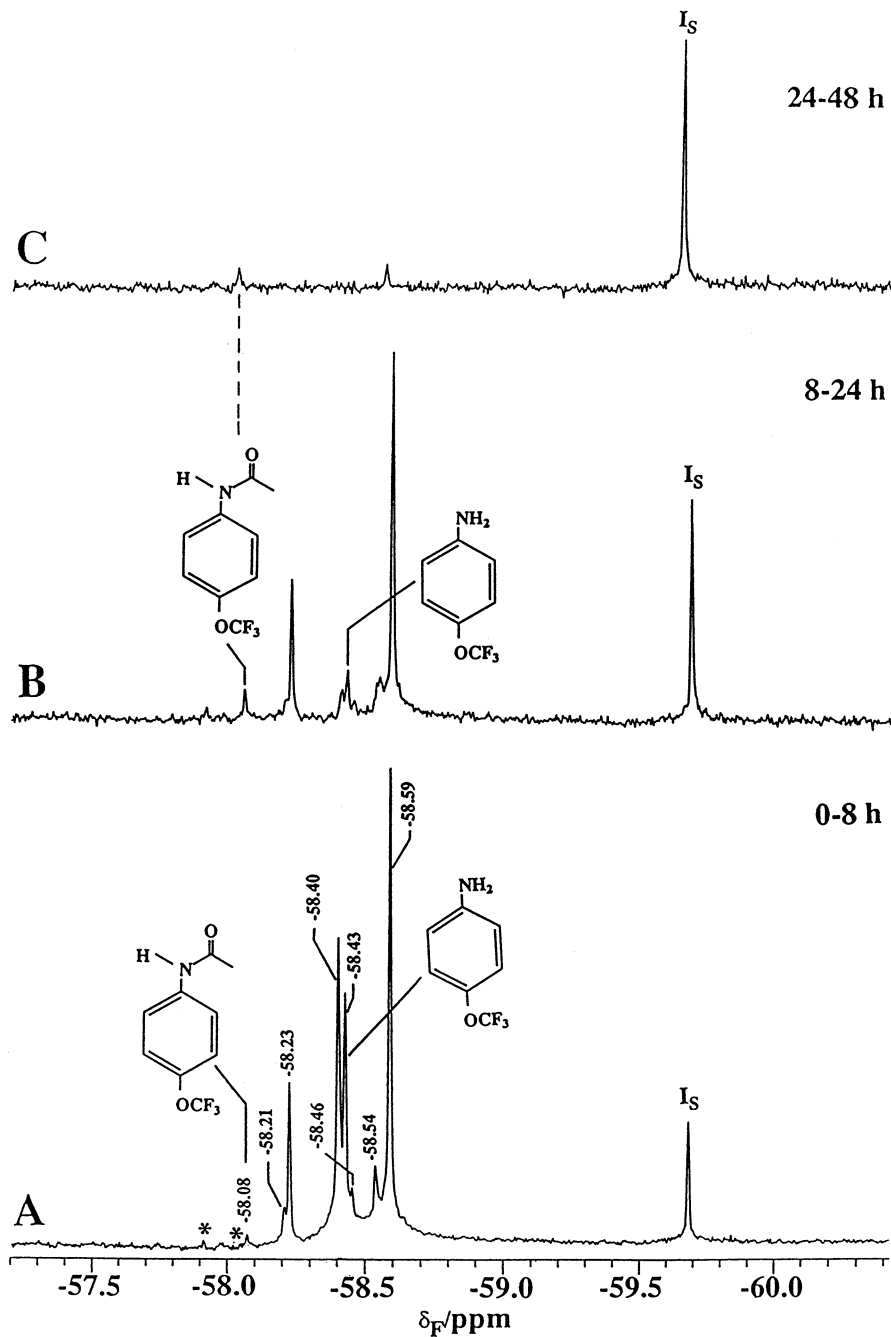 I_S
24-48 h
C
8-24 h
O
H N
I_S
NH₂
OCF₃
OCF₃
B
-58.59
0-8 h
-58.40
NH₂
-58.43
O
H N
OCF₃
-58.23
I_S
OCF₃
-58.21
-58.46
-58.54
-58.08
A
* *
-57.5 -58.0 -58.5 -59.0 -59.5 -60.0
δ_F/ppm